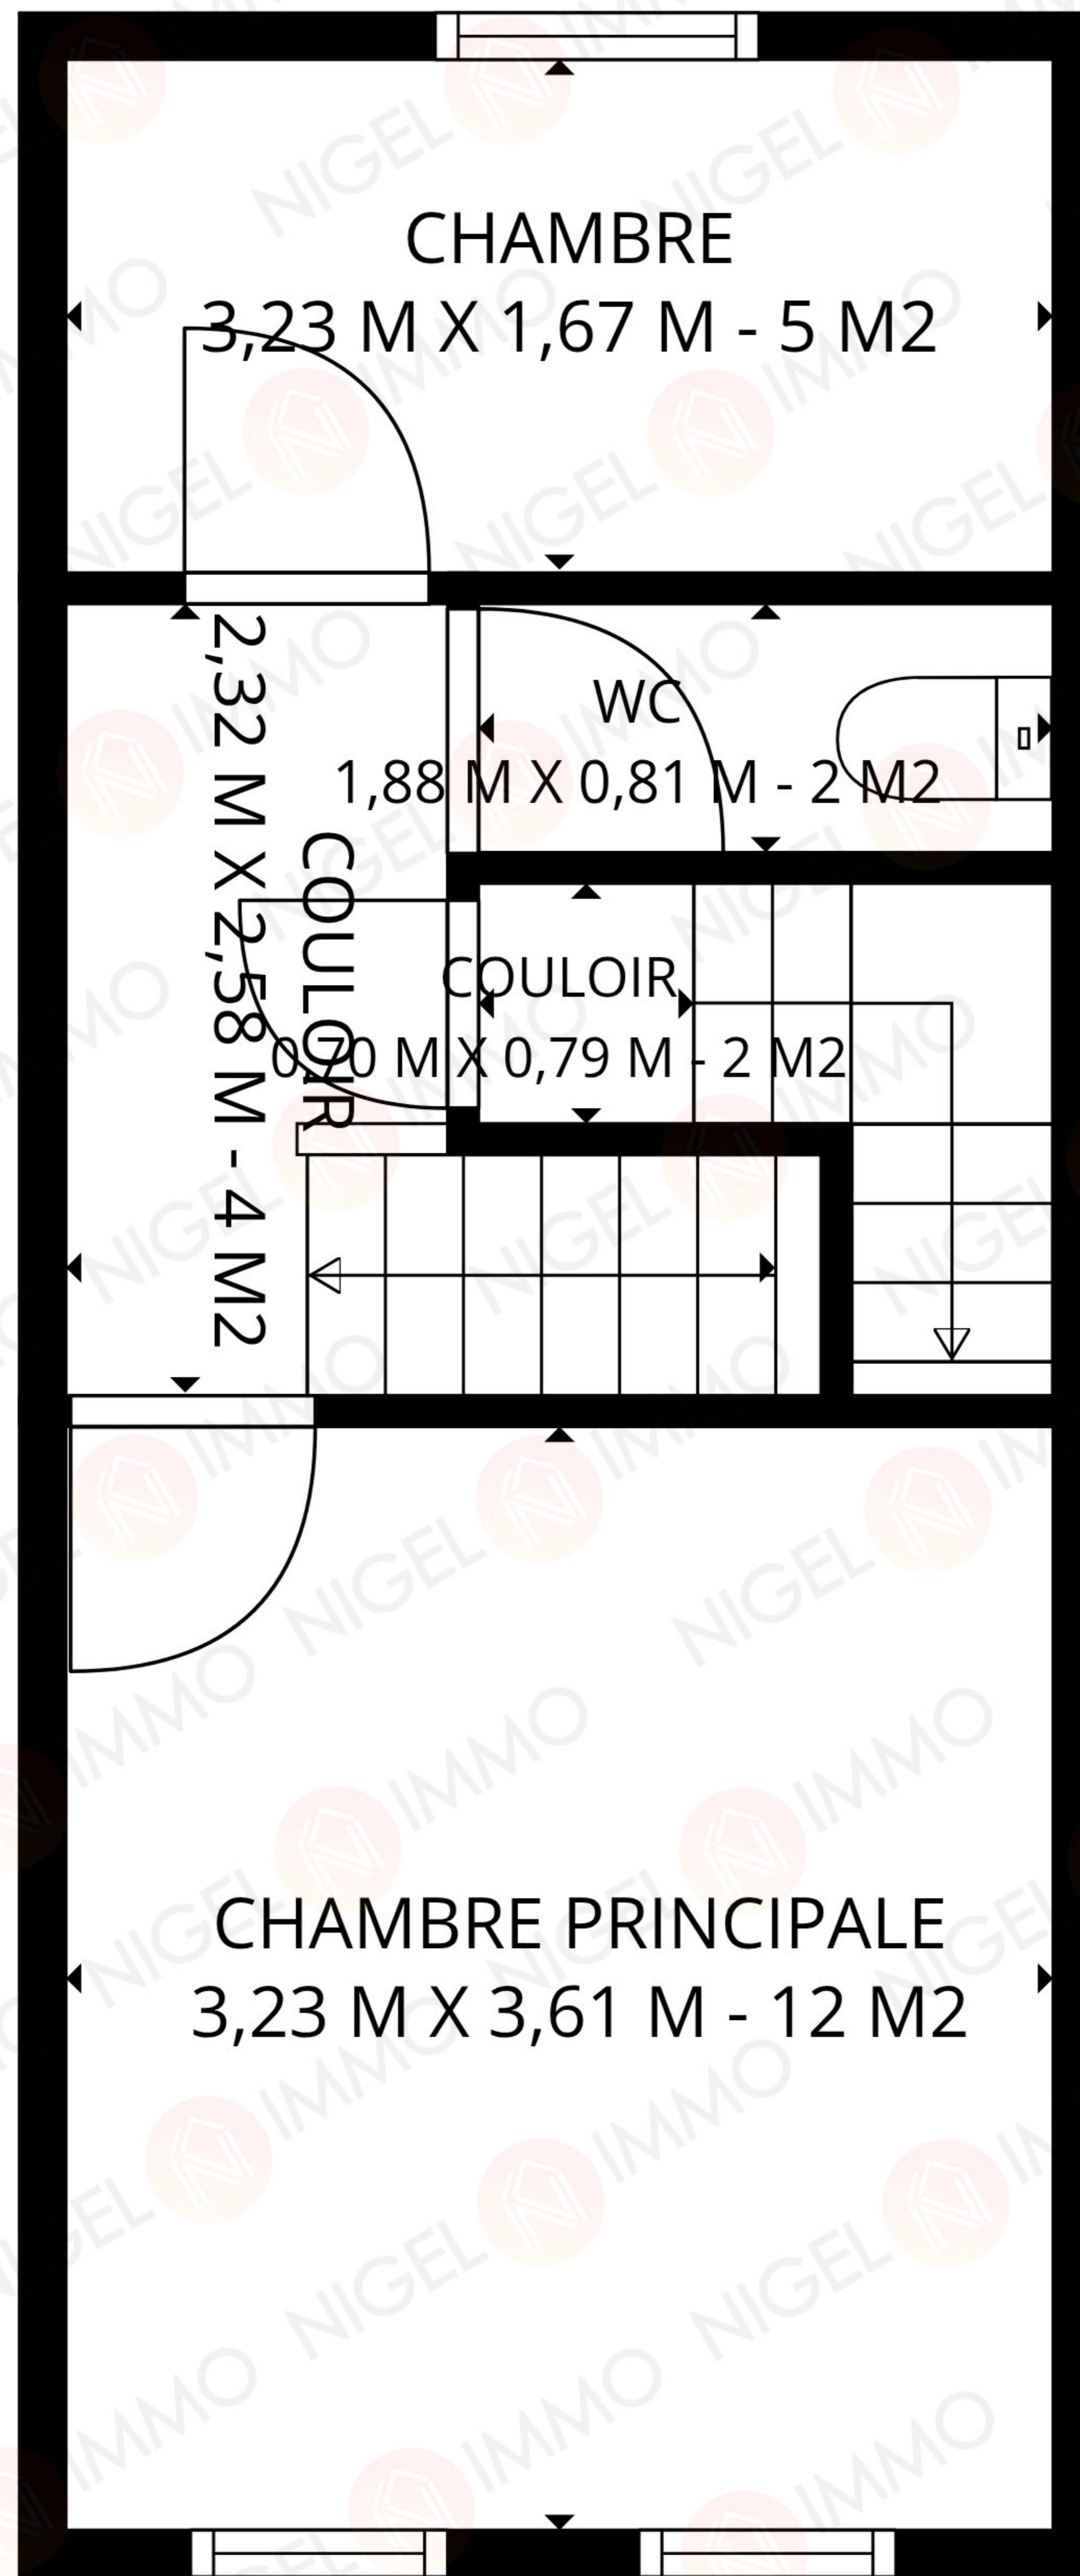 CHAMBRE
3,23 M X 1,67 M - 5 M2
WC
1,88 M X 0,81 M - 2 M2
COULOIR
2,32 M X 2,58 M - 4 M2
COULOIR
0,70 M X 0,79 M - 2 M2
CHAMBRE PRINCIPALE
3,23 M X 3,61 M - 12 M2
NIGEL IMMO